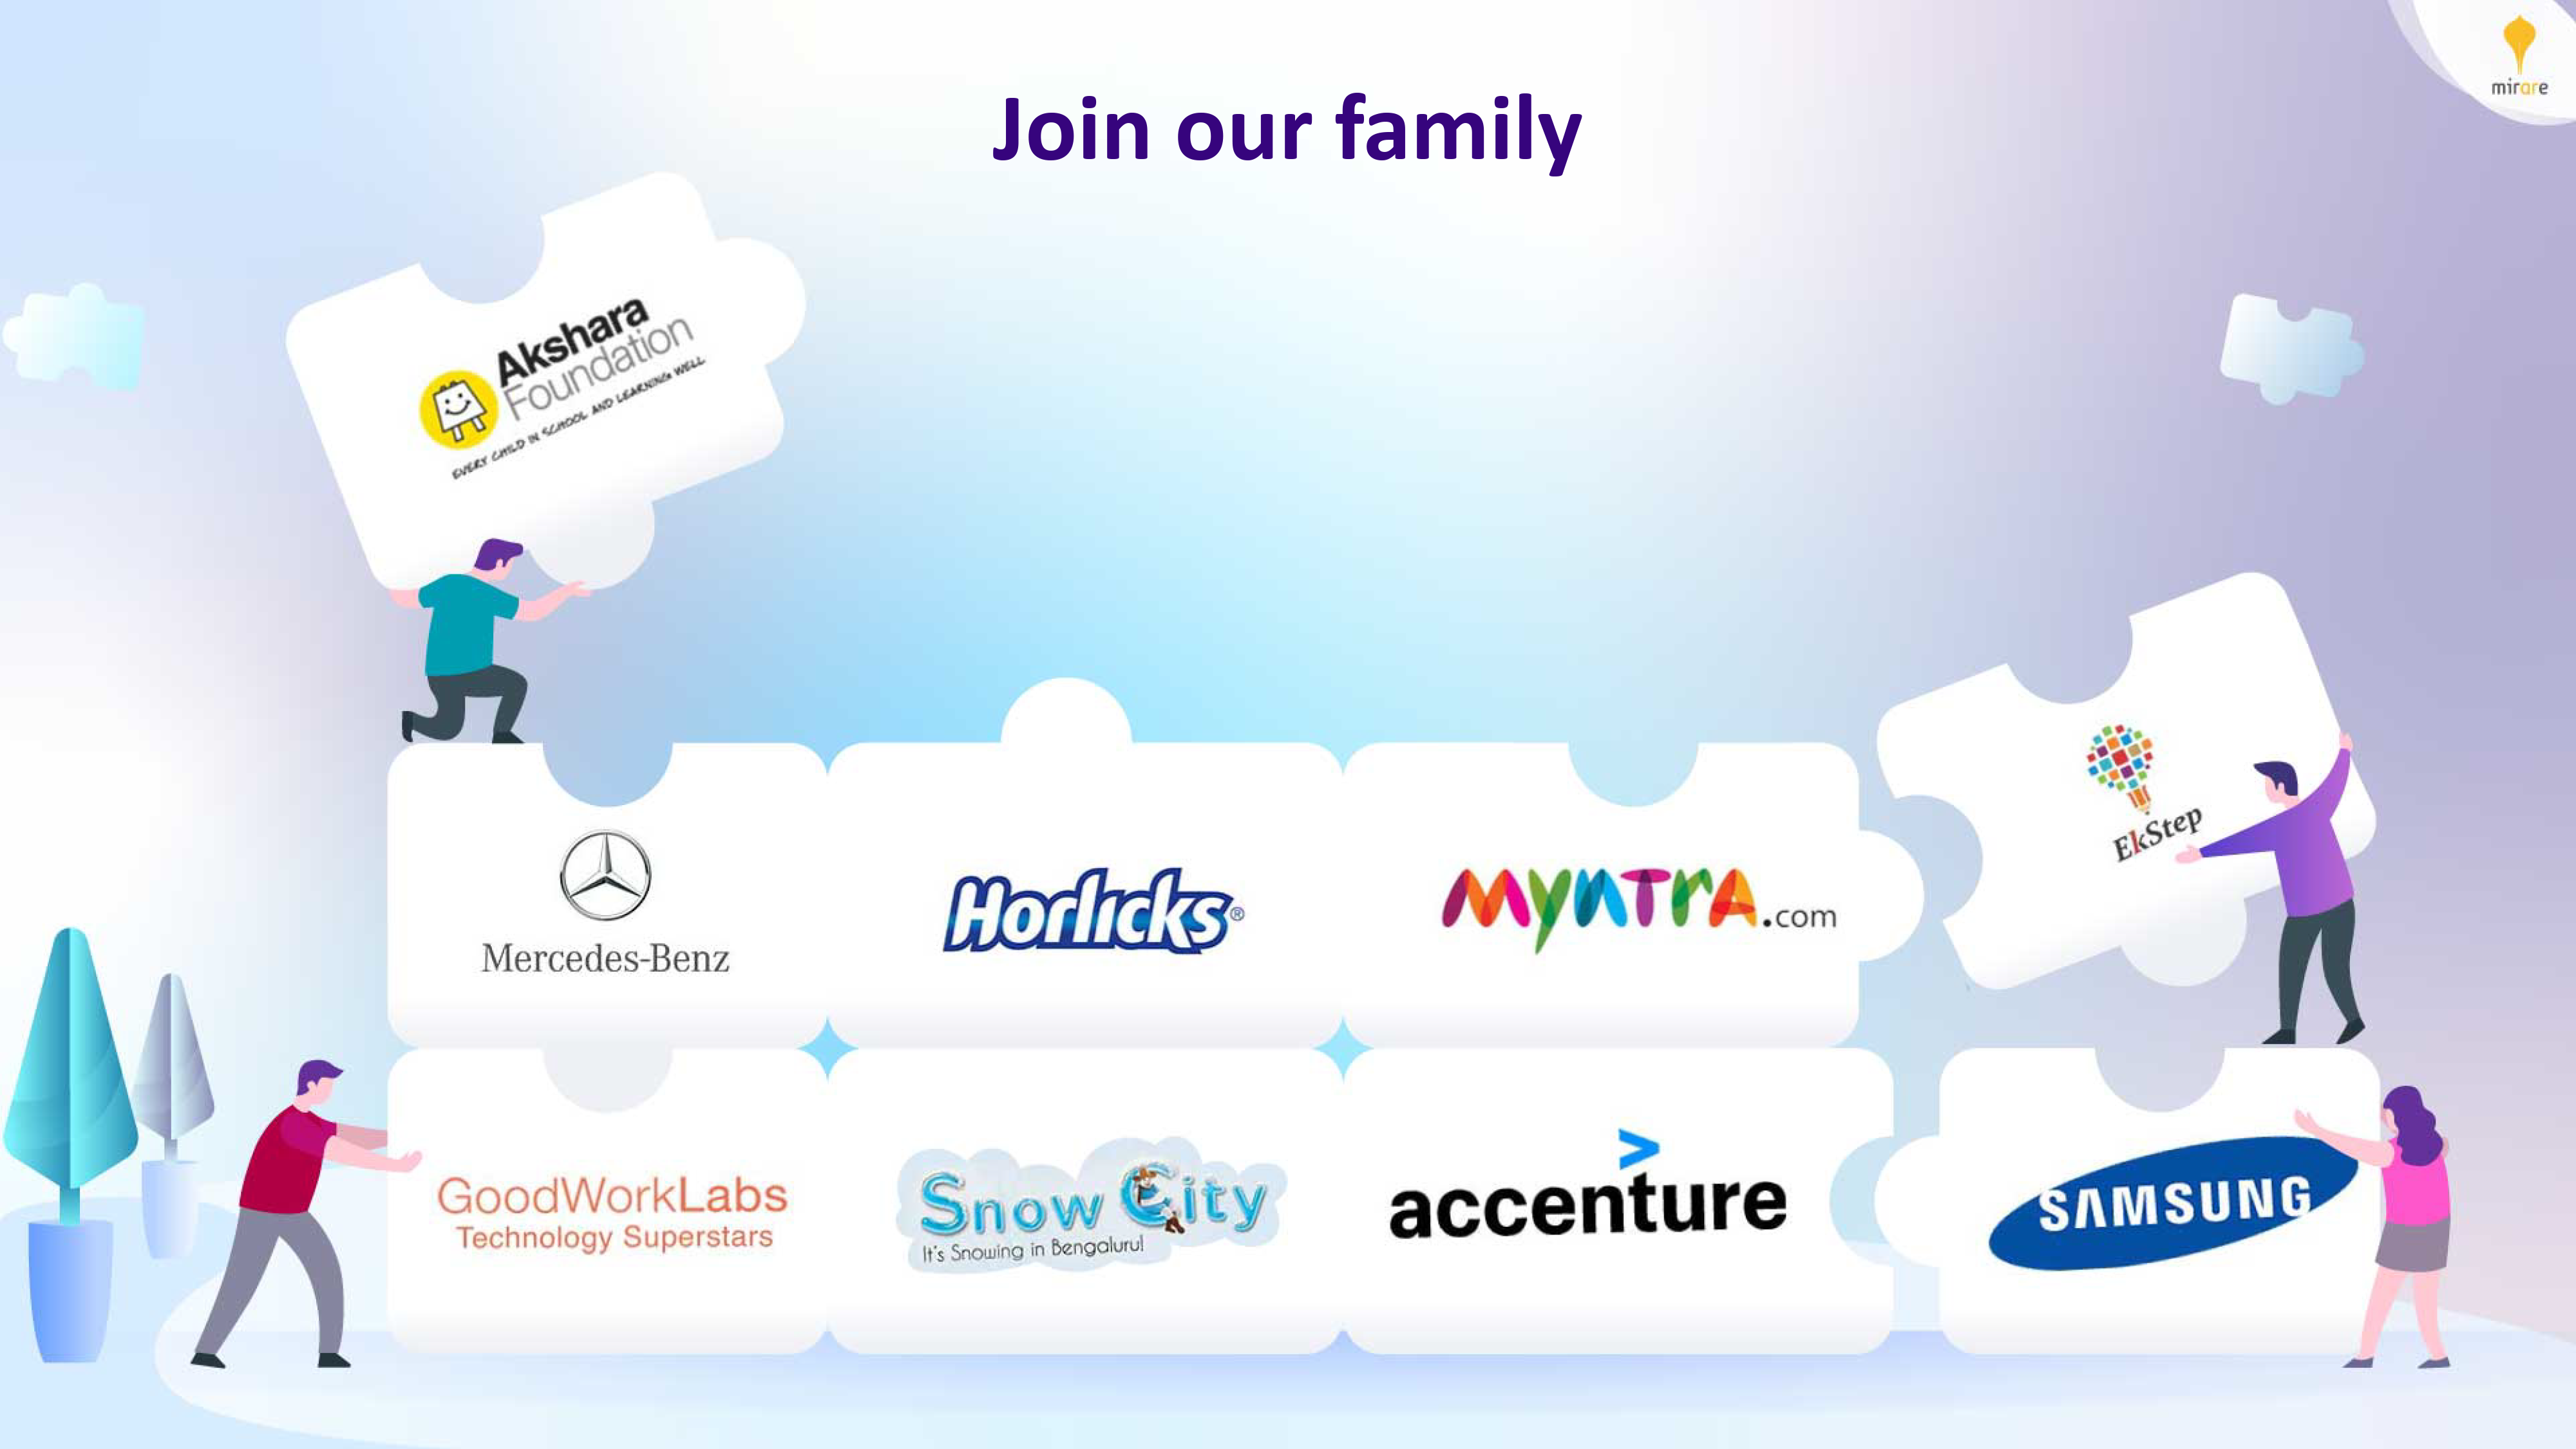 mirare
Join our family
Akshara
Foundation
EVERY CHILD IN SCHOOL AND LEARNING WELL
EkStep
Mercedes-Benz
Horlicks®
Myntra.com
GoodWorkLabs
Technology Superstars
Snow City
It's Snowing in Bengaluru!
>
accenture
SAMSUNG